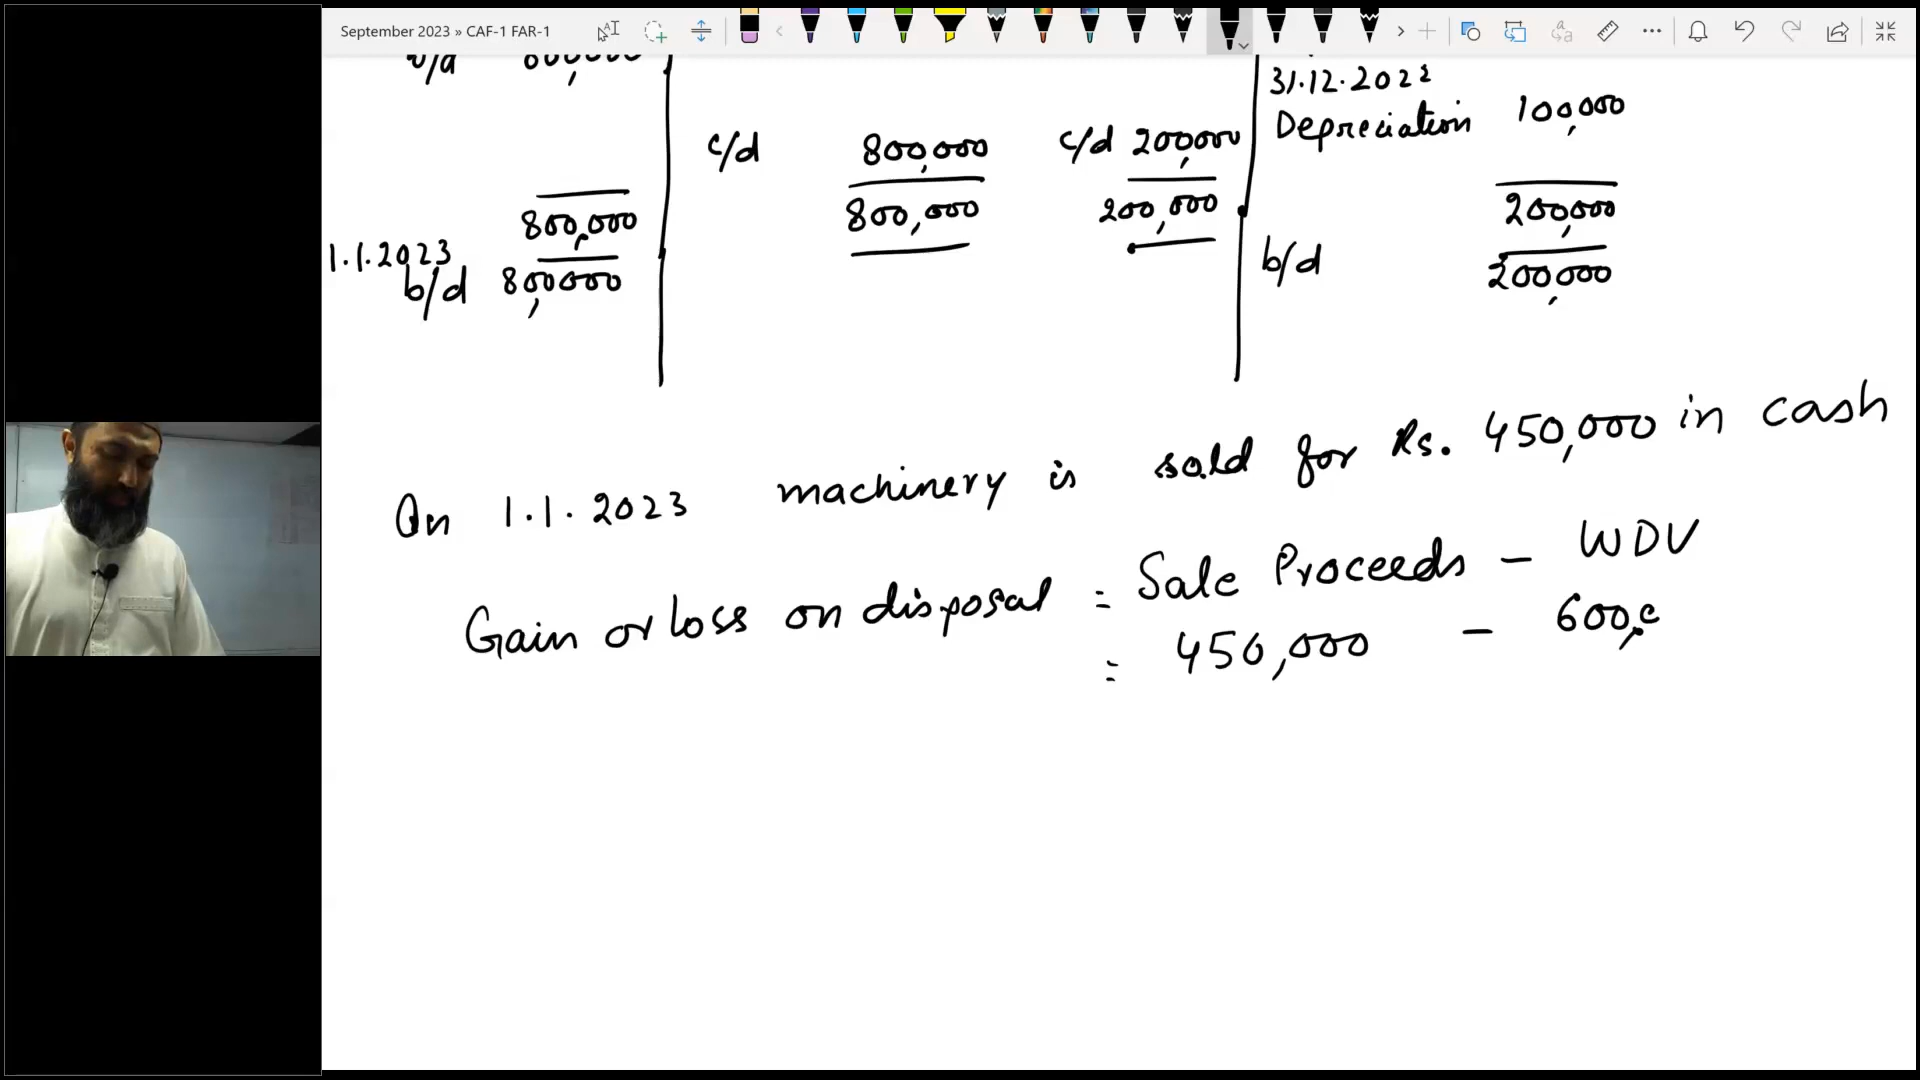 September 2023 » CAF-1 FAR-1
31.12.2022
Depreciation 100,000
c/d 800,000 c/d 200,000
800,000 800,000 200,000 200,000
1.1.2023
b/d 800,000 b/d 200,000
On 1.1.2023 machinery is sold for Rs. 450,000 in cash
Gain or loss on disposal = Sale Proceeds - WDV
= 450,000 - 600,